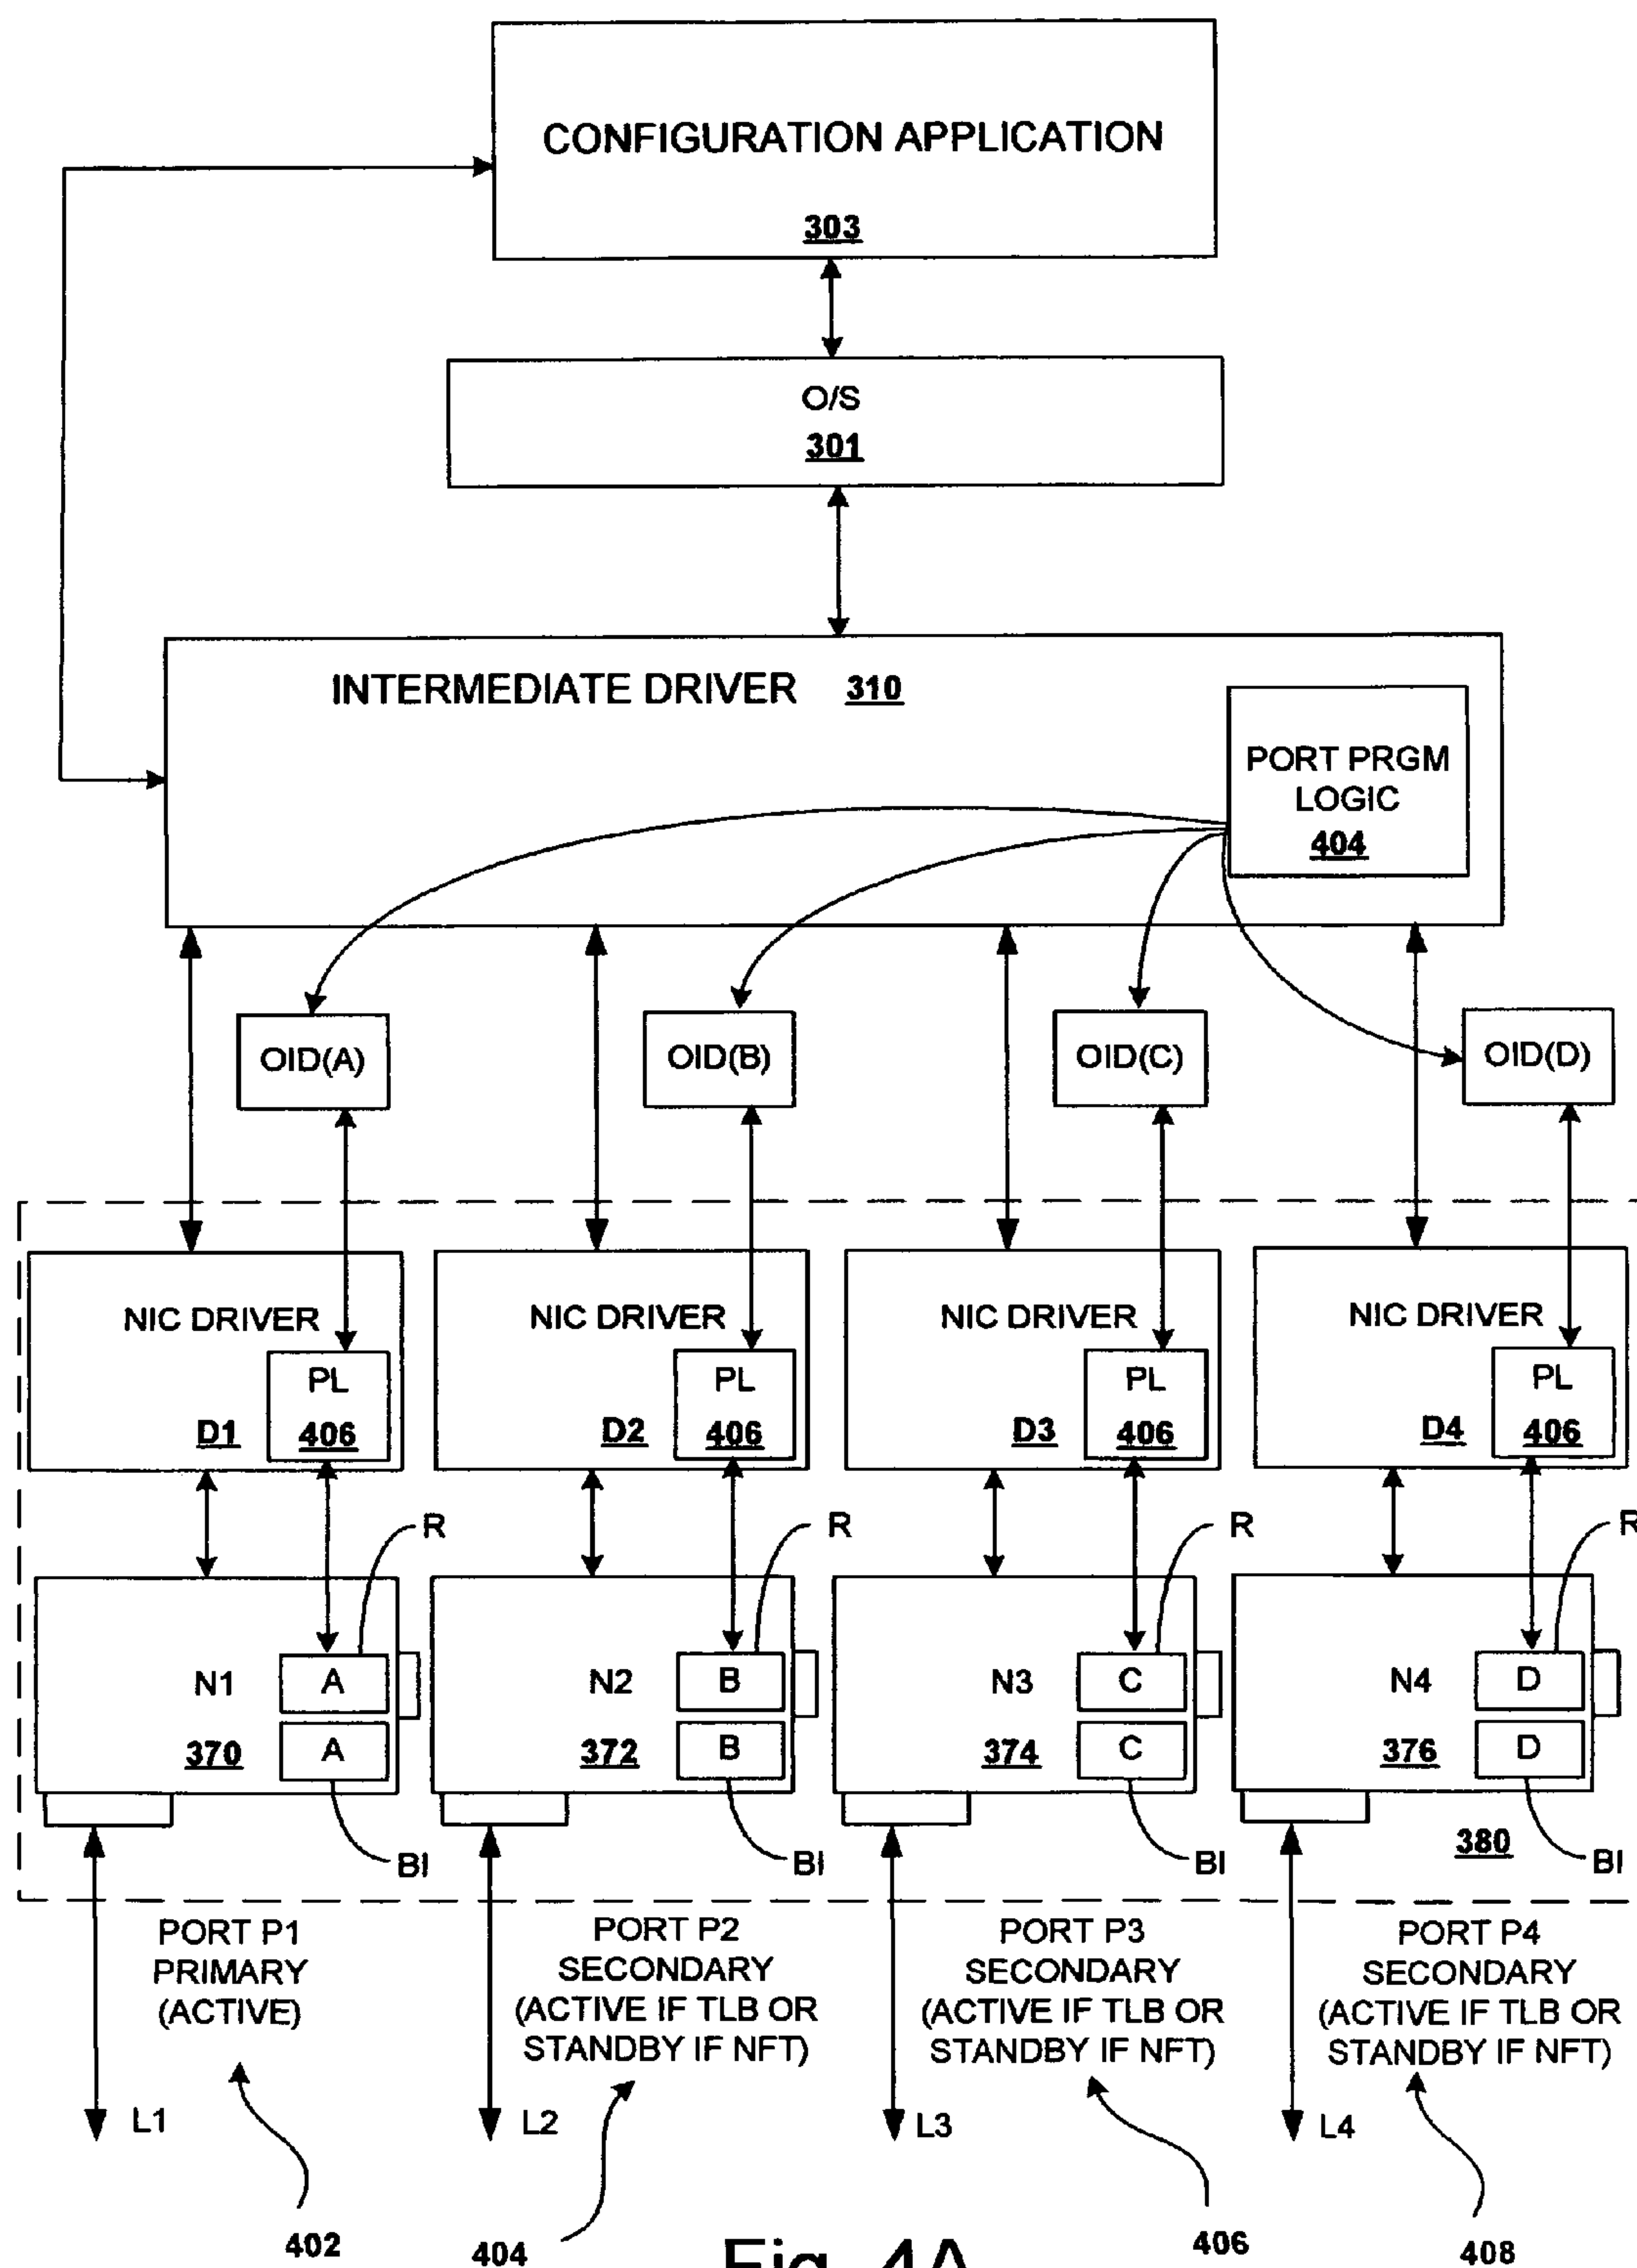 CONFIGURATION APPLICATION
303
O/S
301
INTERMEDIATE DRIVER 310
PORT PRGM
LOGIC
404
OID(A)
OID(B)
OID(C)
OID(D)
NIC DRIVER
PL
D1
406
NIC DRIVER
PL
D2
406
NIC DRIVER
PL
D3
406
NIC DRIVER
PL
D4
406
R
R
R
R
N1
A
370
A
N2
B
372
B
N3
C
374
C
N4
D
376
D
380
BI
BI
BI
BI
PORT P1
PRIMARY
(ACTIVE)
PORT P2
SECONDARY
(ACTIVE IF TLB OR
STANDBY IF NFT)
PORT P3
SECONDARY
(ACTIVE IF TLB OR
STANDBY IF NFT)
PORT P4
SECONDARY
(ACTIVE IF TLB OR
STANDBY IF NFT)
L1
L2
L3
L4
402
404
406
408
Fig. 4A